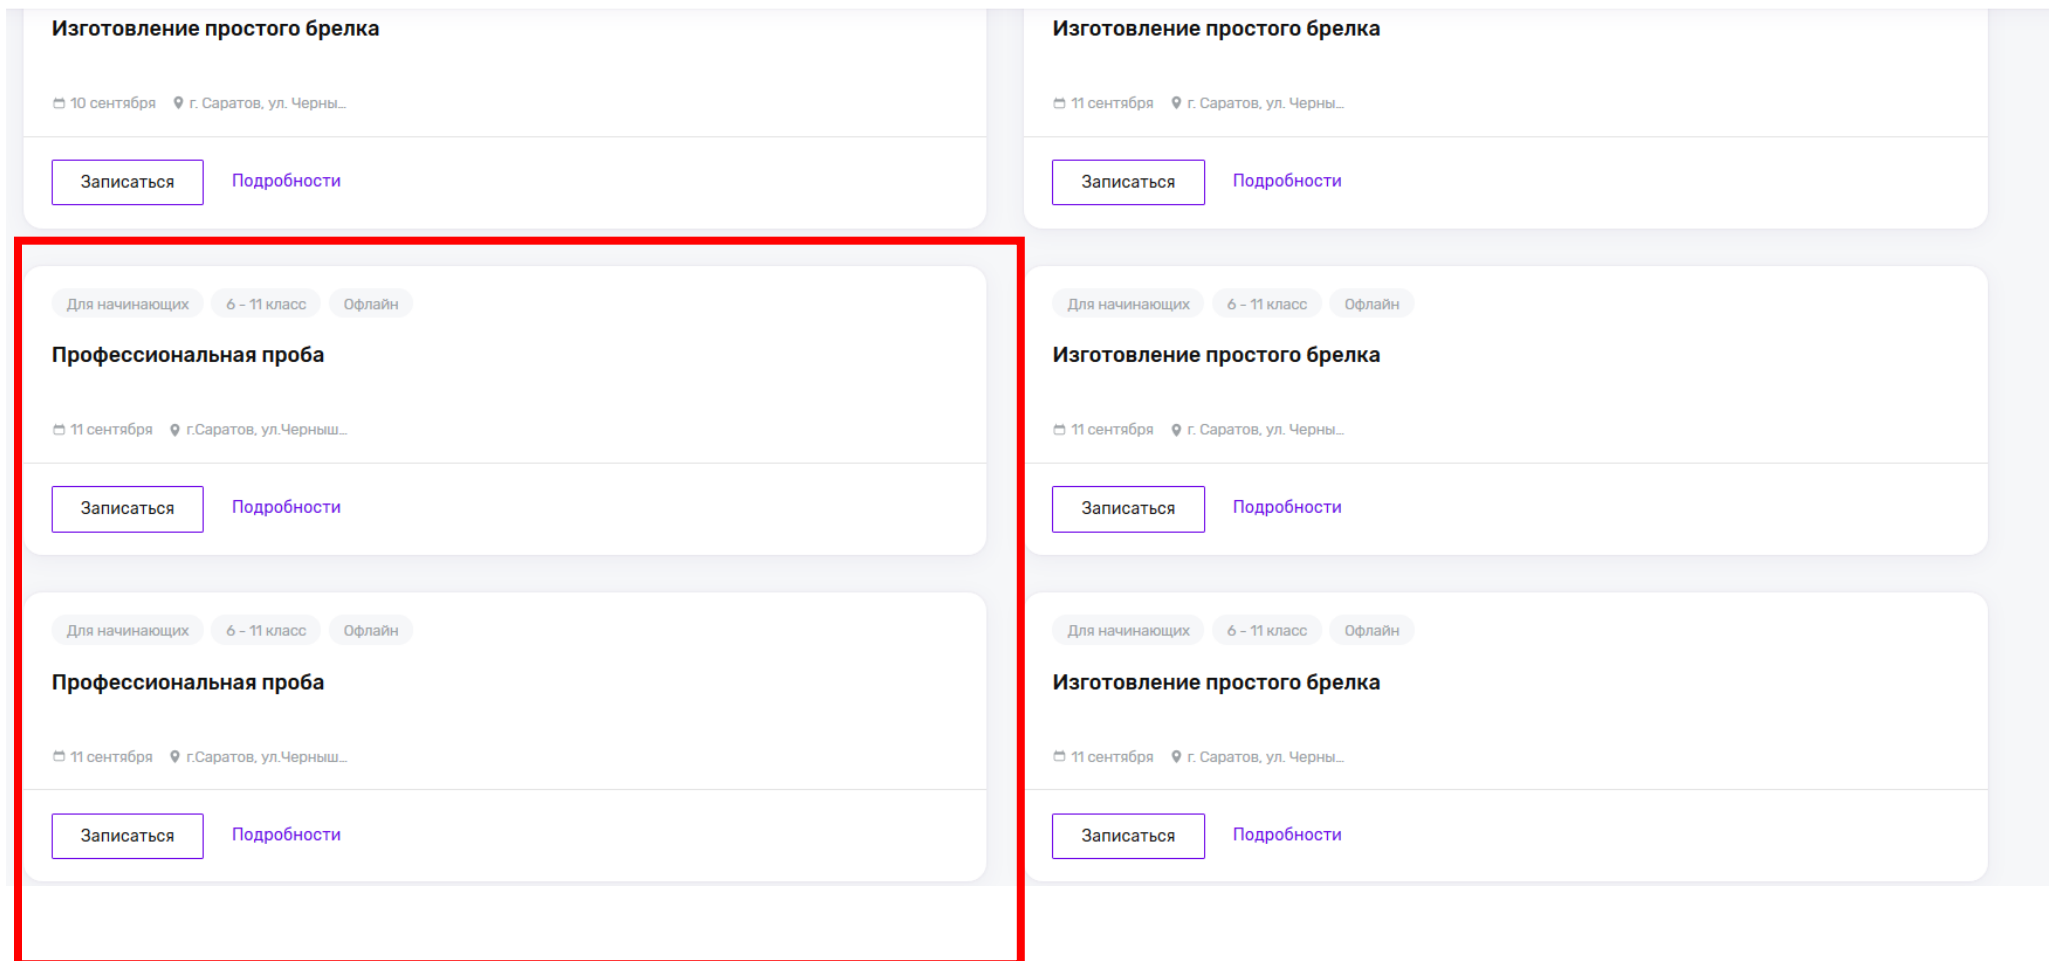 Изготовление простого брелка
10 сентября г. Саратов, ул. Черны...
Записаться Подробности
Изготовление простого брелка
11 сентября г. Саратов, ул. Черны...
Записаться Подробности
Для начинающих 6 - 11 класс Офлайн
Профессиональная проба
11 сентября г.Саратов, ул.Черныш...
Записаться Подробности
Для начинающих 6 - 11 класс Офлайн
Изготовление простого брелка
11 сентября г. Саратов, ул. Черны...
Записаться Подробности
Для начинающих 6 - 11 класс Офлайн
Профессиональная проба
11 сентября г.Саратов, ул.Черныш...
Записаться Подробности
Для начинающих 6 - 11 класс Офлайн
Изготовление простого брелка
11 сентября г. Саратов, ул. Черны...
Записаться Подробности